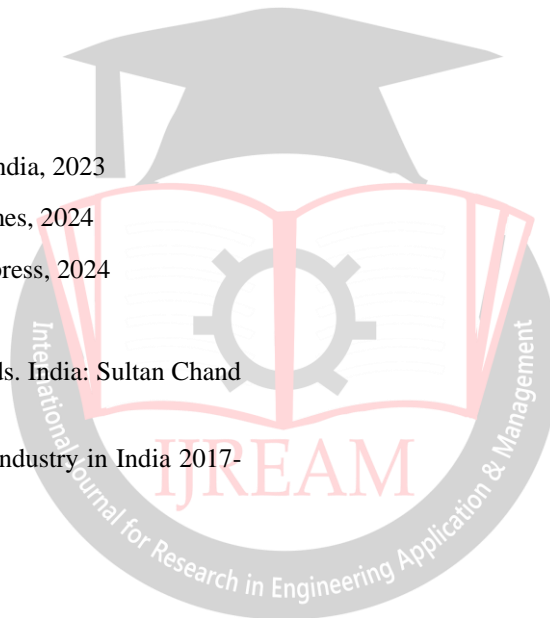 ndia, 2023
nes, 2024
press, 2024
ds. India: Sultan Chand
ndustry in India 2017-
IJREAM
International Journal for Research in Engineering Application & Management